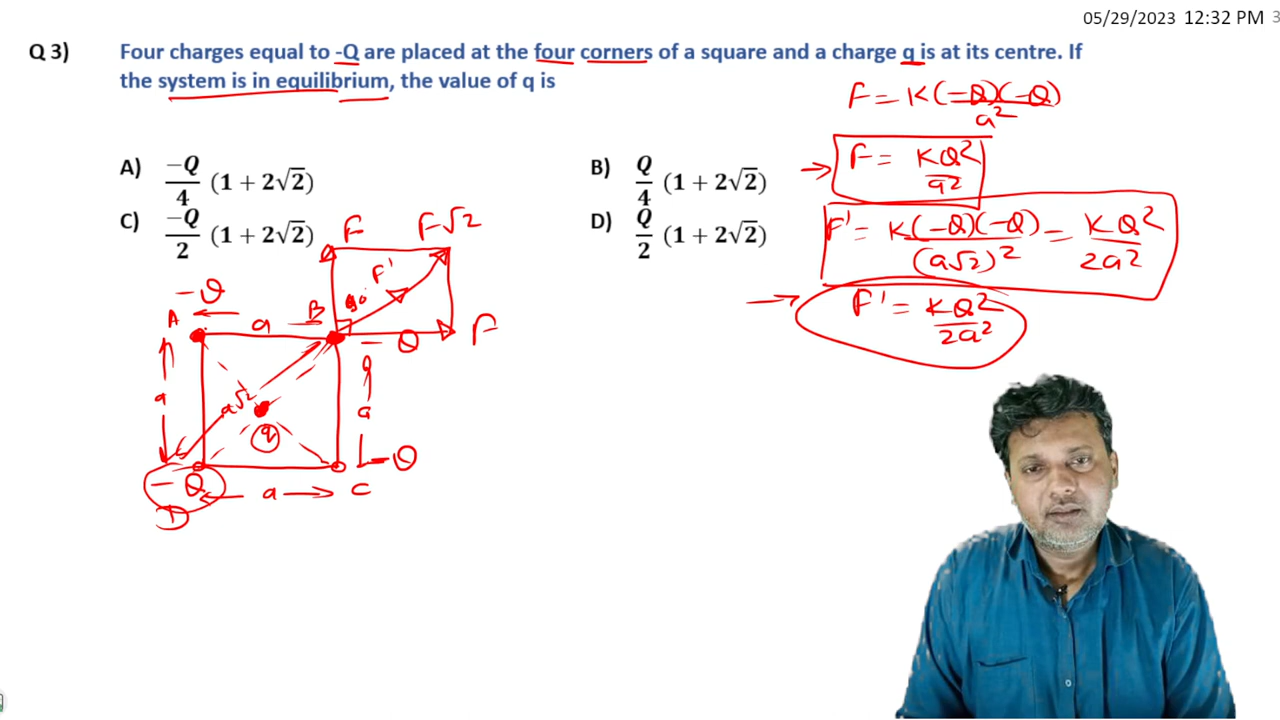 05/29/2023 12:32 PM 3
Q 3) Four charges equal to -Q are placed at the four corners of a square and a charge q is at its centre. If
the system is in equilibrium, the value of q is
F = K(-Q)(-Q)/a²
A) −Q/4 (1 + 2√2)
B) Q/4 (1 + 2√2)
F = KQ²/a²
C) −Q/2 (1 + 2√2)
D) Q/2 (1 + 2√2)
F' = K(-Q)(-Q)/(a√2)² = KQ²/2a²
F' = KQ²/2a²
F F√2
F'
90°
-Q
A a B
-Q F
a a√2 a
q
-Q -Q
a C
D